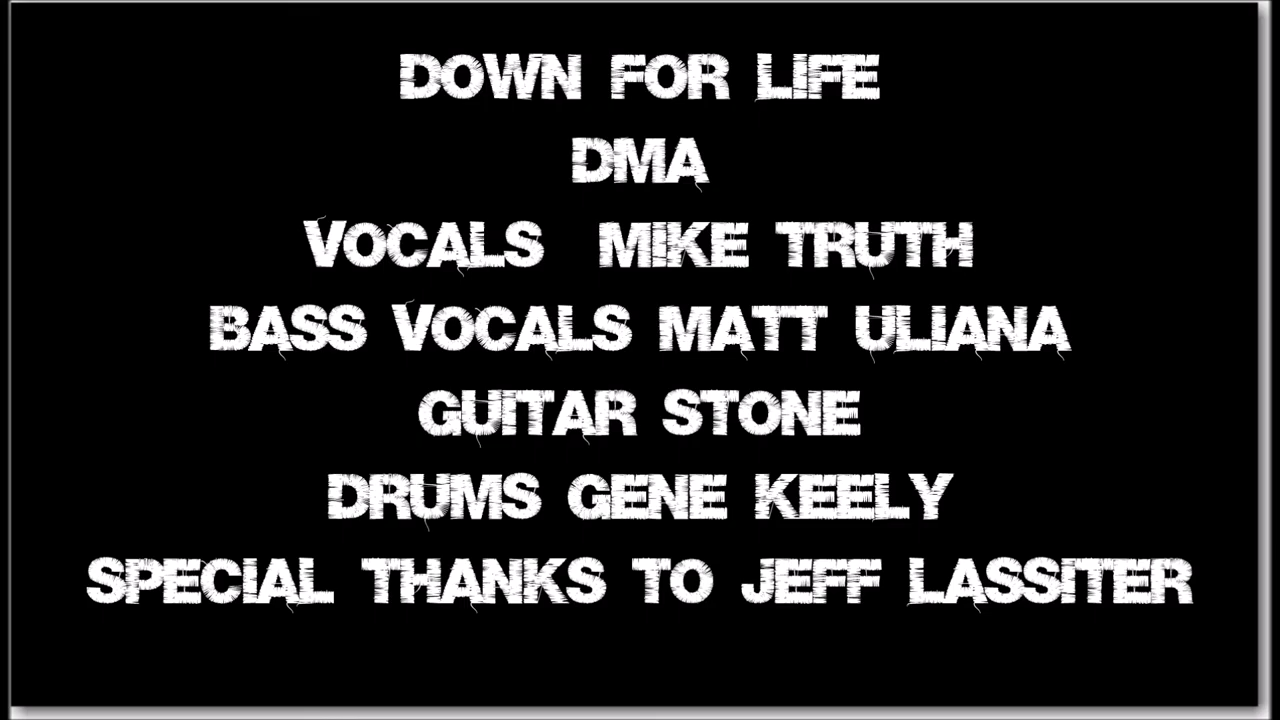 DOWN FOR LIFE
DMA
VOCALS MIKE TRUTH
BASS VOCALS MATT ULIANA
GUITAR STONE
DRUMS GENE KEELY
SPECIAL THANKS TO JEFF LASSITER